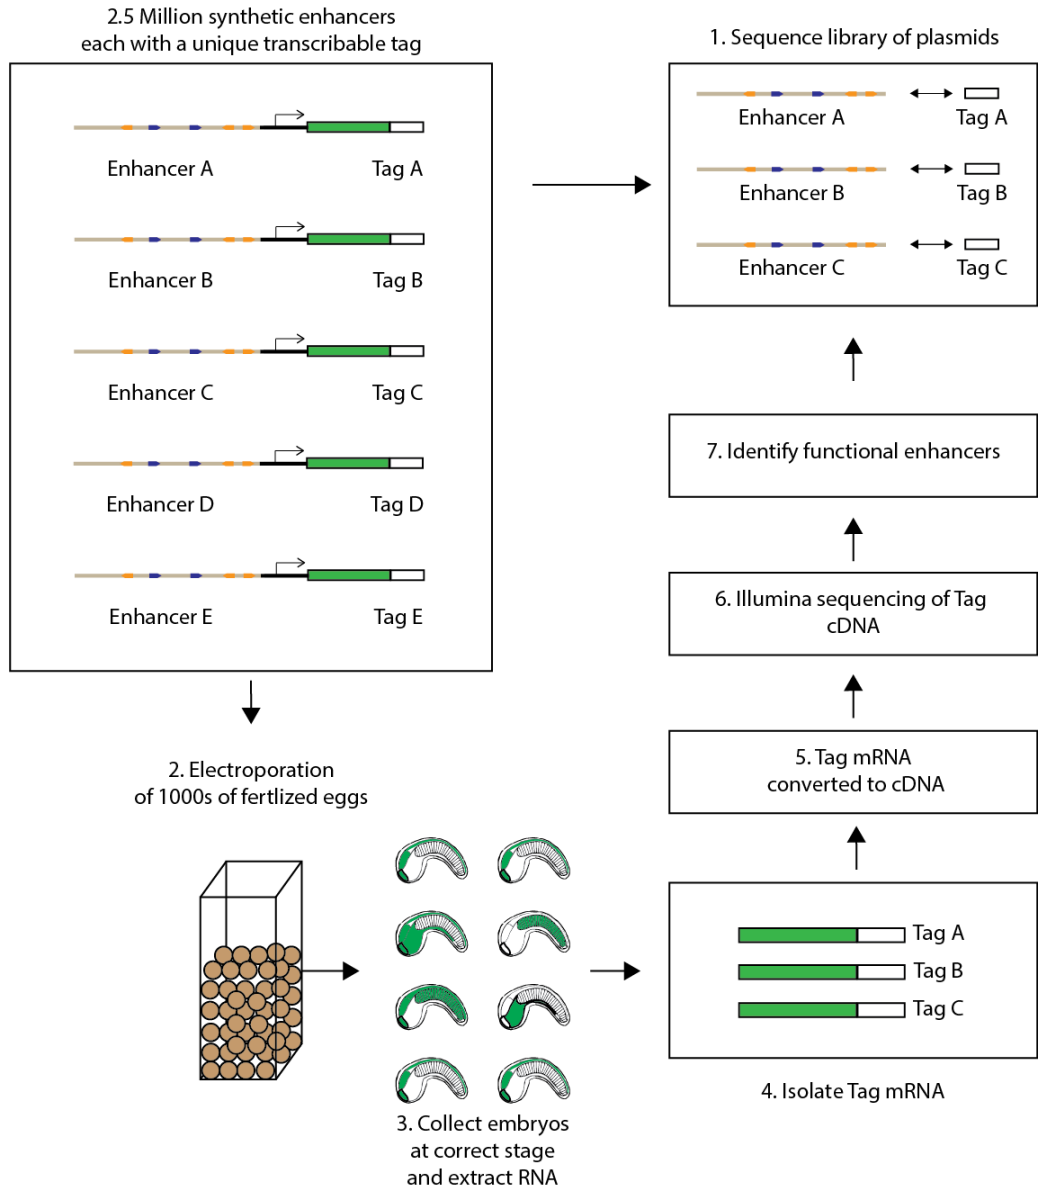 2.5 Million synthetic enhancers
each with a unique transcribable tag
Enhancer A
Tag A
Enhancer B
Tag B
Enhancer C
Tag C
Enhancer D
Tag D
Enhancer E
Tag E
1. Sequence library of plasmids
Enhancer A
Tag A
Enhancer B
Tag B
Enhancer C
Tag C
2. Electroporation
of 1000s of fertlized eggs
3. Collect embryos
at correct stage
and extract RNA
Tag A
Tag B
Tag C
4. Isolate Tag mRNA
5. Tag mRNA
converted to cDNA
6. Illumina sequencing of Tag
cDNA
7. Identify functional enhancers